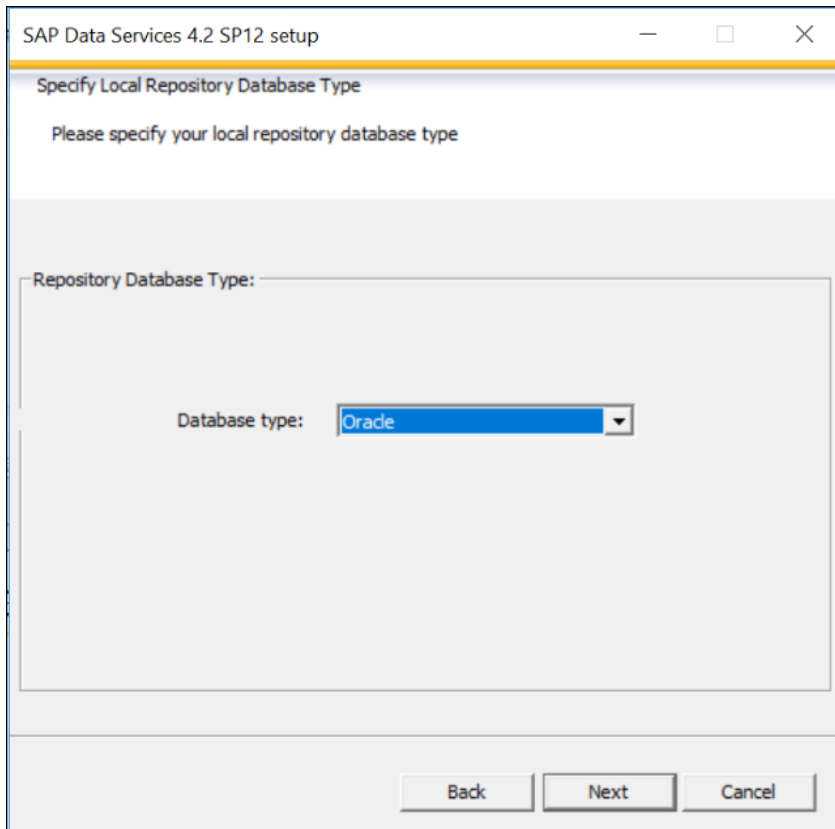 SAP Data Services 4.2 SP12 setup
Specify Local Repository Database Type
Please specify your local repository database type
Repository Database Type:
Database type: Oracle
Back Next Cancel